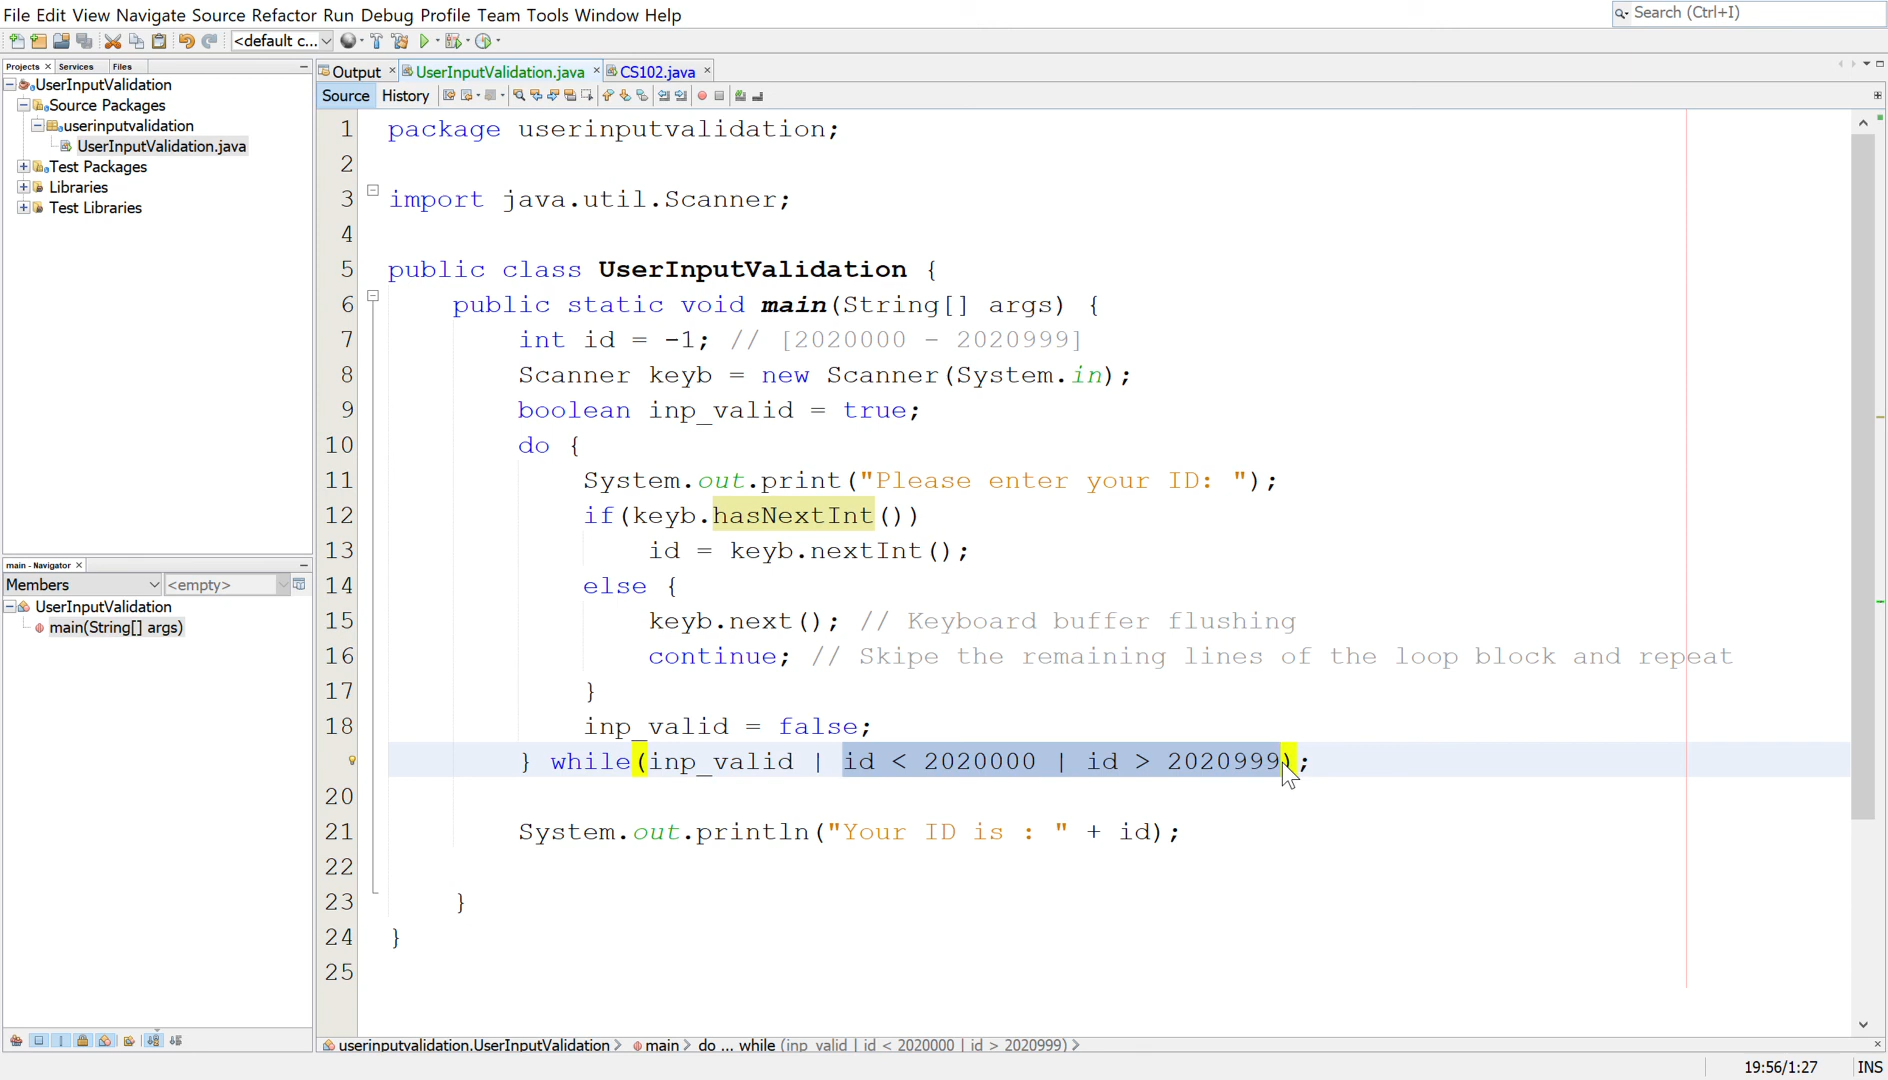 File Edit View Navigate Source Refactor Run Debug Profile Team Tools Window Help
Search (Ctrl+I)
<default c...
Projects Services Files
UserInputValidation
Source Packages
userinputvalidation
UserInputValidation.java
Test Packages
Libraries
Test Libraries
main - Navigator
Members <empty>
UserInputValidation
main(String[] args)
Output UserInputValidation.java CS102.java
Source History
1 package userinputvalidation;
2
3 import java.util.Scanner;
4
5 public class UserInputValidation {
6 public static void main(String[] args) {
7 int id = -1; // [2020000 - 2020999]
8 Scanner keyb = new Scanner(System.in);
9 boolean inp_valid = true;
10 do {
11 System.out.print("Please enter your ID: ");
12 if(keyb.hasNextInt())
13 id = keyb.nextInt();
14 else {
15 keyb.next(); // Keyboard buffer flushing
16 continue; // Skipe the remaining lines of the loop block and repeat
17 }
18 inp_valid = false;
} while(inp_valid | id < 2020000 | id > 2020999);
20
21 System.out.println("Your ID is : " + id);
22
23 }
24 }
25
userinputvalidation.UserInputValidation main do ... while (inp_valid | id < 2020000 | id > 2020999)
19:56/1:27 INS